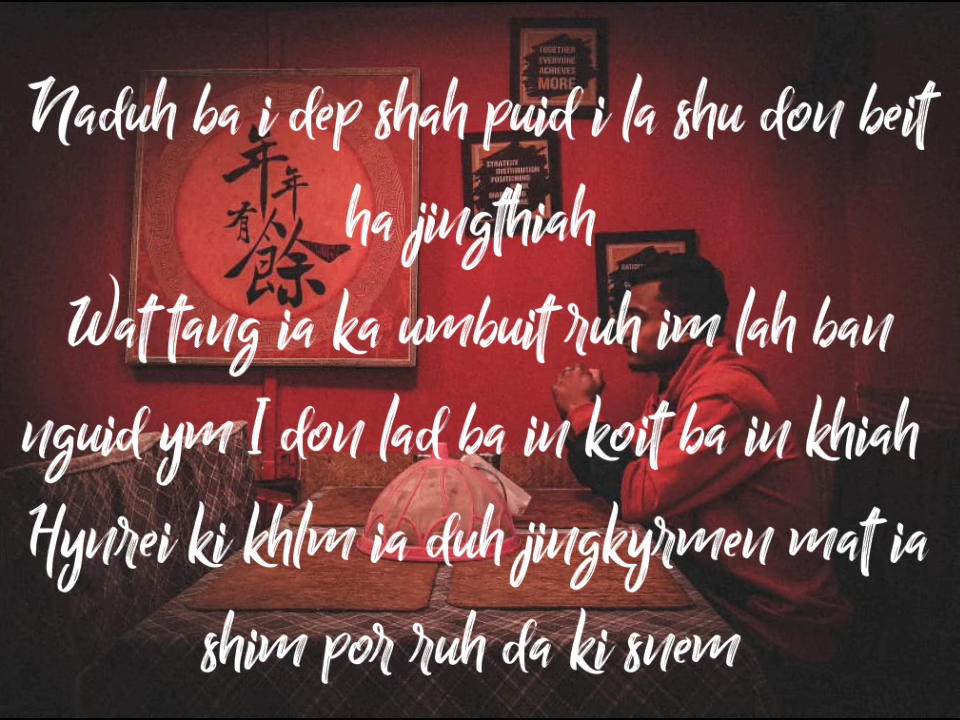 Naduh ba i dep shah puid i la shu don beit
ha jingthiah
Wat tang ia ka umbuit ruh im lah ban
nguid ym I don lad ba in koit ba in khiah
Hynrei ki khlm ia duh jingkyrmen mat ia
shim por ruh da ki snem
年年
有餘
TOGETHER
EVERYONE
ACHIEVES
MORE
STRATEGY
DISTRIBUTION
POSITIONING